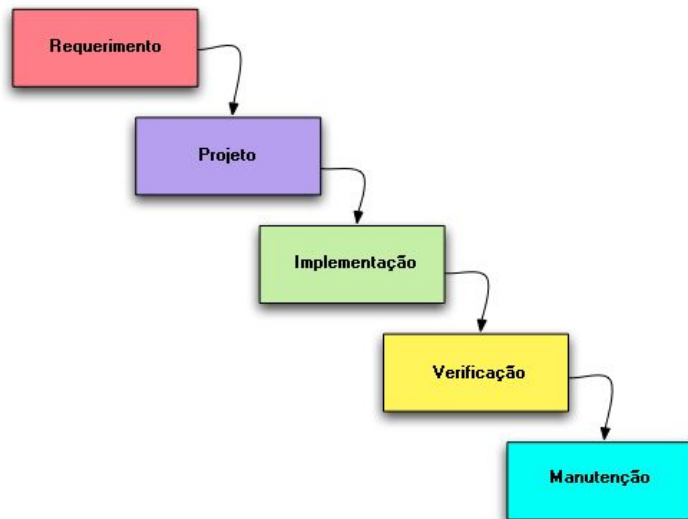 Requerimento
Projeto
Implementação
Verificação
Manutenção